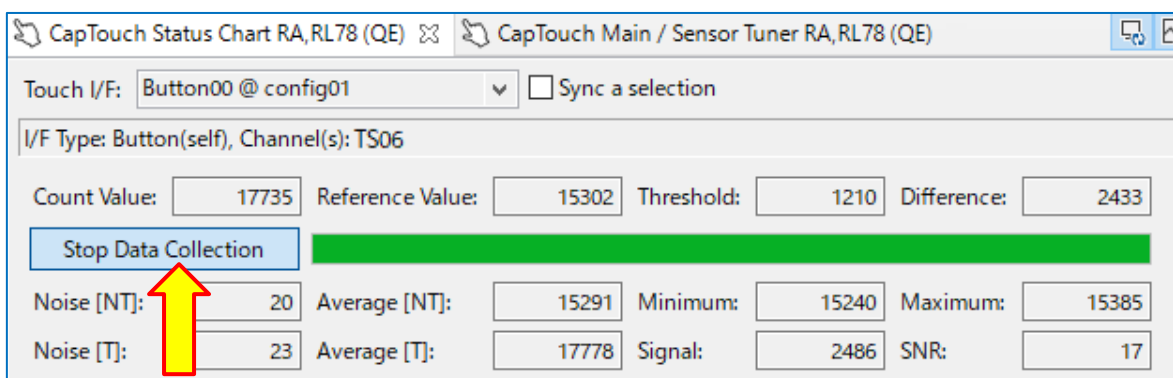 CapTouch Status Chart RA,RL78 (QE) CapTouch Main / Sensor Tuner RA,RL78 (QE)
Touch I/F: Button00 @ config01 Sync a selection
I/F Type: Button(self), Channel(s): TS06
Count Value: 17735 Reference Value: 15302 Threshold: 1210 Difference: 2433
Stop Data Collection
Noise [NT]: 20 Average [NT]: 15291 Minimum: 15240 Maximum: 15385
Noise [T]: 23 Average [T]: 17778 Signal: 2486 SNR: 17